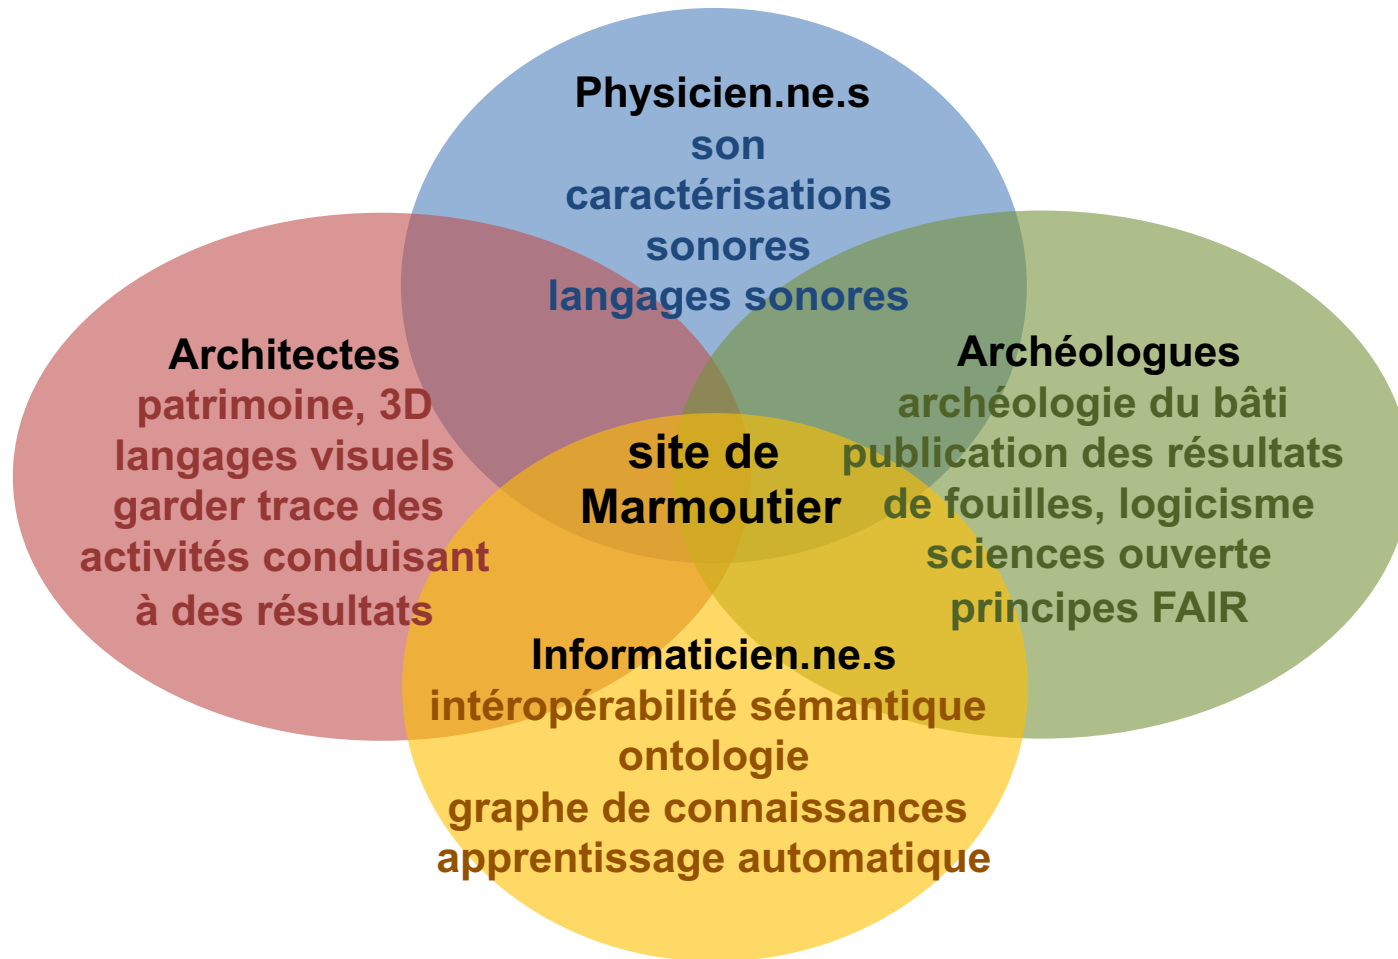 Physicien.ne.s
son
caractérisations
sonores
langages sonores
Architectes
patrimoine, 3D
langages visuels
garder trace des
activités conduisant
à des résultats
Archéologues
archéologie du bâti
publication des résultats
de fouilles, logicisme
sciences ouverte
principes FAIR
site de
Marmoutier
Informaticien.ne.s
intéropérabilité sémantique
ontologie
graphe de connaissances
apprentissage automatique